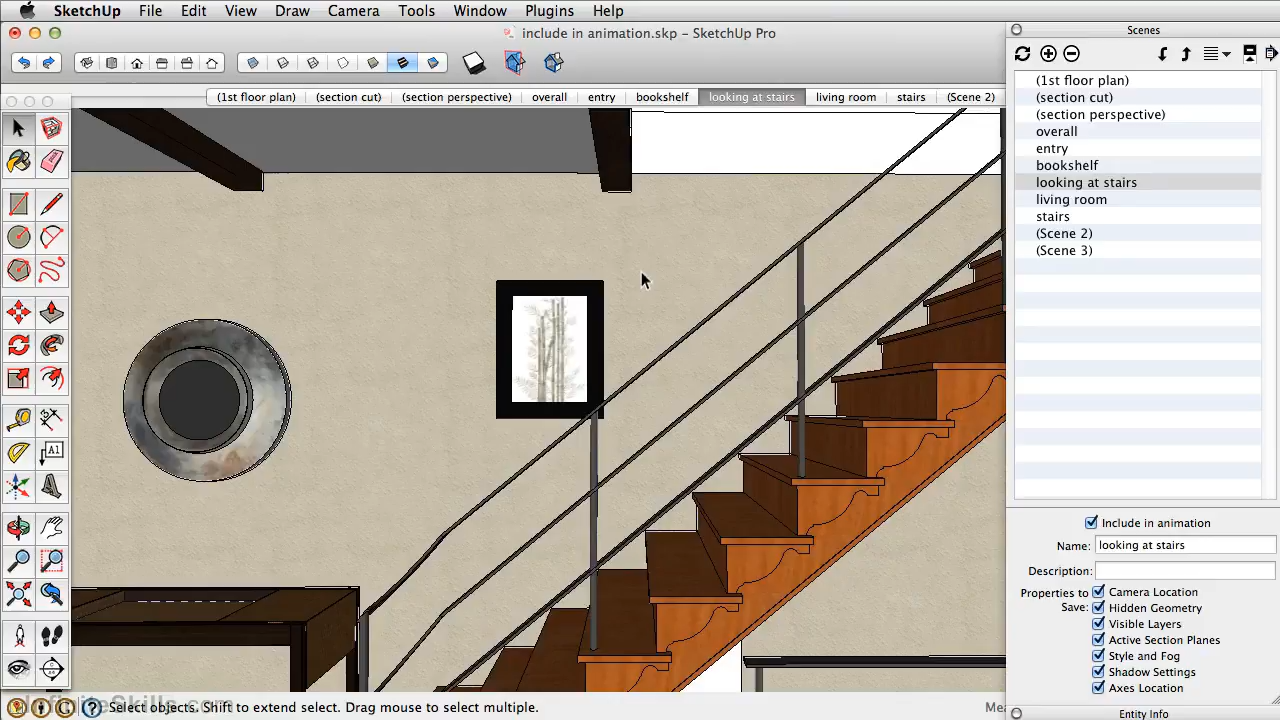 SketchUp File Edit View Draw Camera Tools Window Plugins Help
include in animation.skp – SketchUp Pro
Scenes
(1st floor plan) (section cut) (section perspective) overall entry bookshelf looking at stairs living room stairs (Scene 2)
(1st floor plan)
(section cut)
(section perspective)
overall
entry
bookshelf
looking at stairs
living room
stairs
(Scene 2)
(Scene 3)
A1
Include in animation
Name: looking at stairs
Description:
Properties to Save:
Camera Location
Hidden Geometry
Visible Layers
Active Section Planes
Style and Fog
Shadow Settings
Axes Location
Select objects. Shift to extend select. Drag mouse to select multiple.
Mea
Entity Info